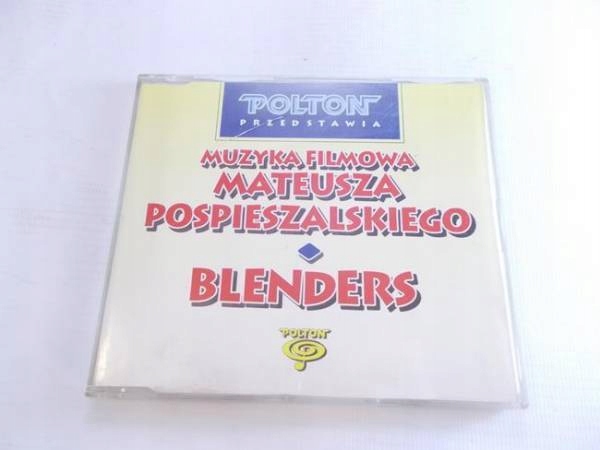 POLTON
PRZEDSTAWIA
MUZYKA FILMOWA
MATEUSZA
POSPIESZALSKIEGO
BLENDERS
POLTON